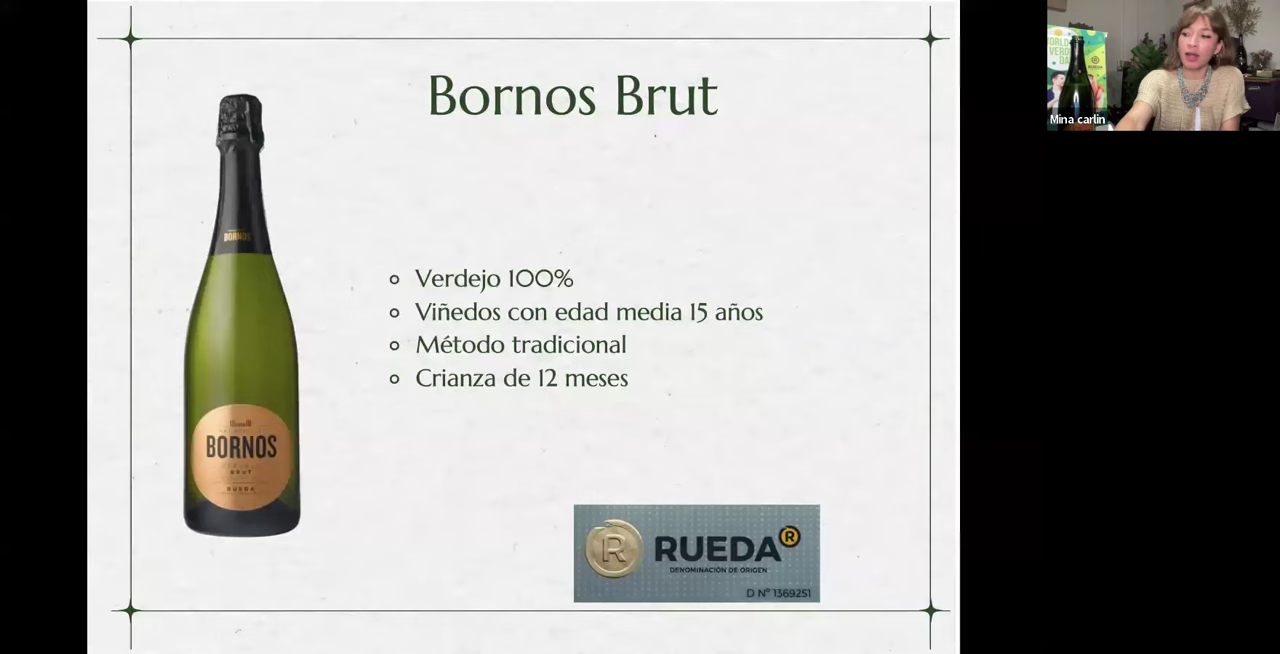 Bornos Brut
Verdejo 100%
Viñedos con edad media 15 años
Método tradicional
Crianza de 12 meses
BORNOS
BORNOS
BRUT
RUEDA
R
RUEDA R
DENOMINACIÓN DE ORIGEN
D Nº 1369251
Mina carlin